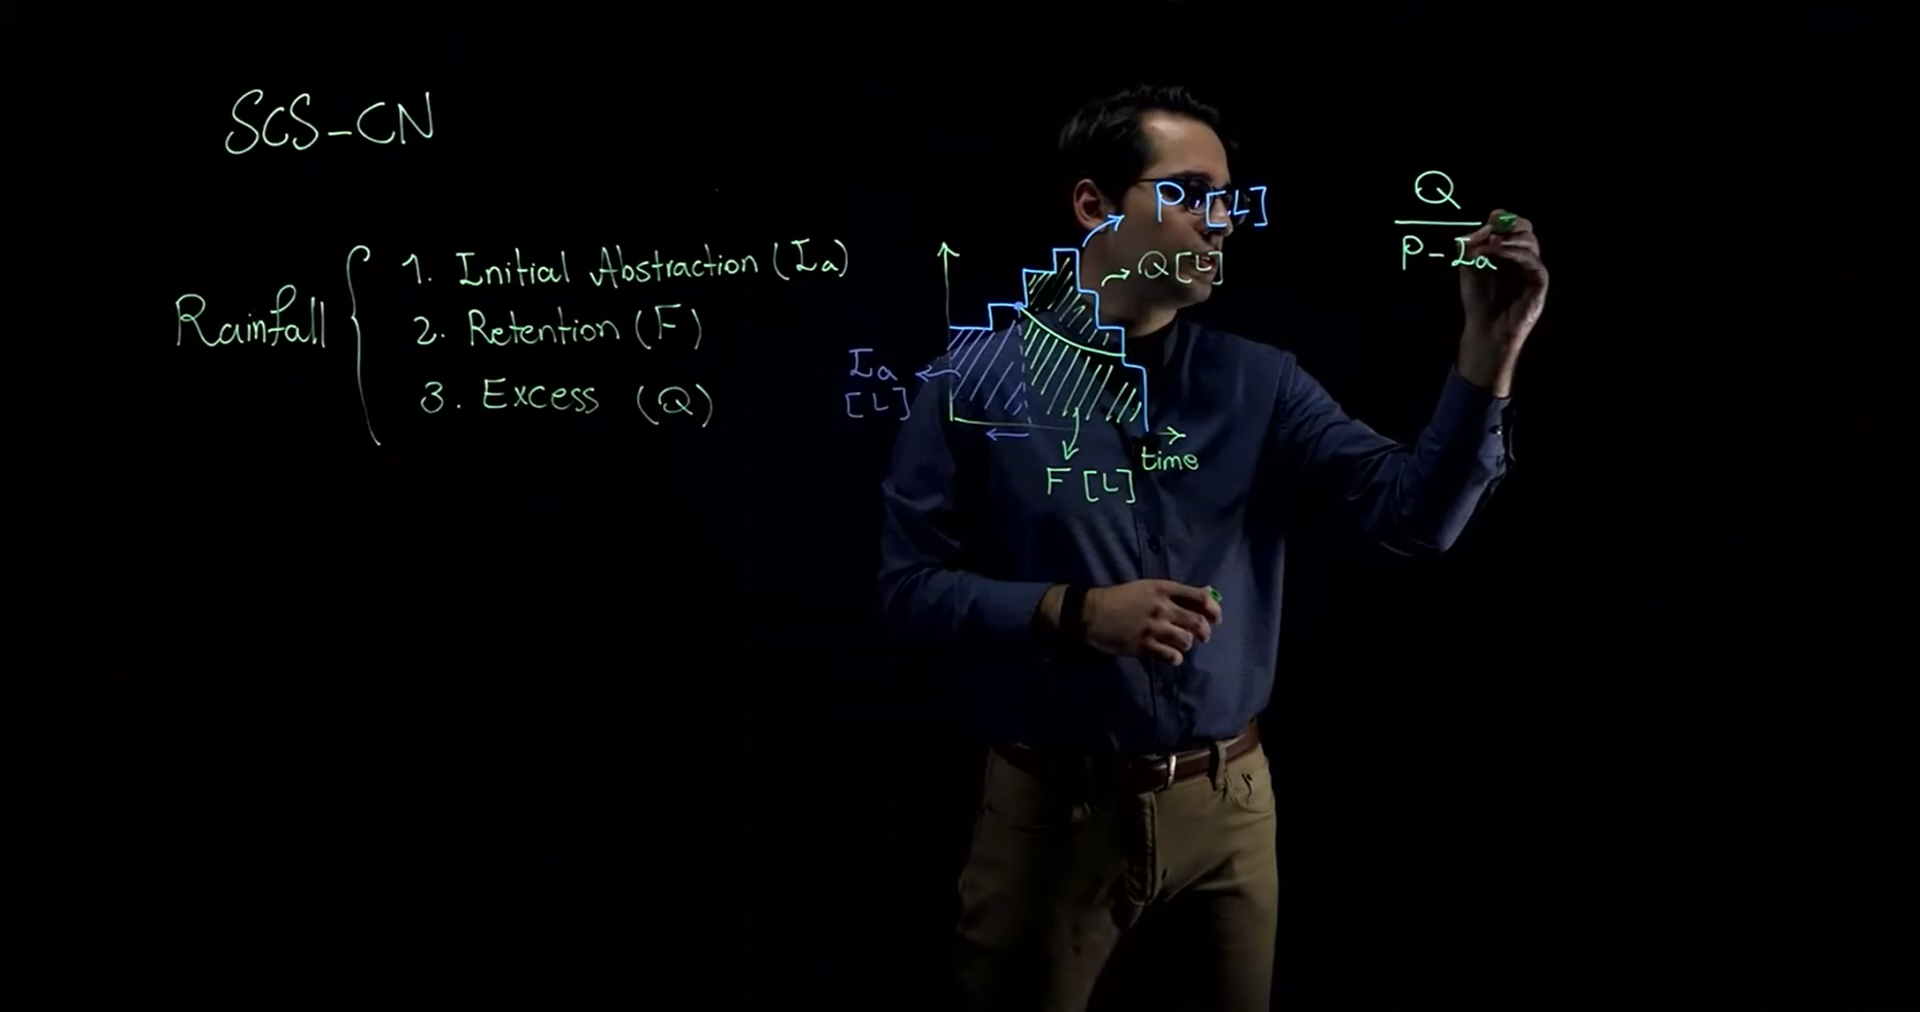 SCS-CN
Rainfall
1. Initial Abstraction (Ia)
2. Retention (F)
3. Excess (Q)
P [L]
Q [L]
Ia
[L]
F [L]
time
Q
P-Ia